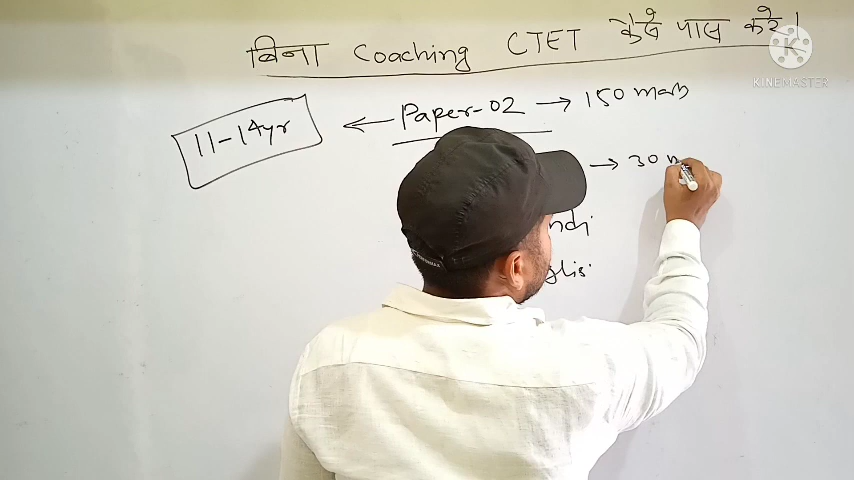 बिना Coaching CTET कैसे पास करें।
KINEMASTER
11-14yr ← Paper-02 → 150 marks
→ 30 m
ndi
glis